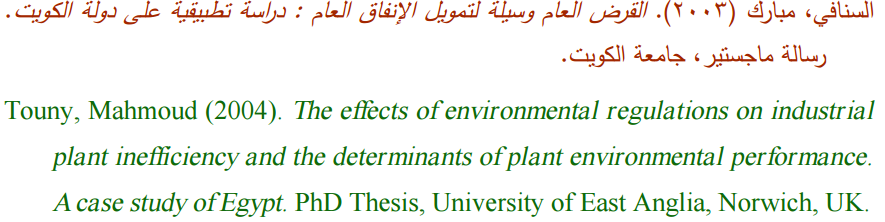 السنافي، مبارك (٢٠٠٣). القرض العام وسيلة لتمويل الإنفاق العام : دراسة تطبيقية على دولة الكويت.
رسالة ماجستير، جامعة الكويت.
Touny, Mahmoud (2004). The effects of environmental regulations on industrial
plant inefficiency and the determinants of plant environmental performance.
A case study of Egypt. PhD Thesis, University of East Anglia, Norwich, UK.